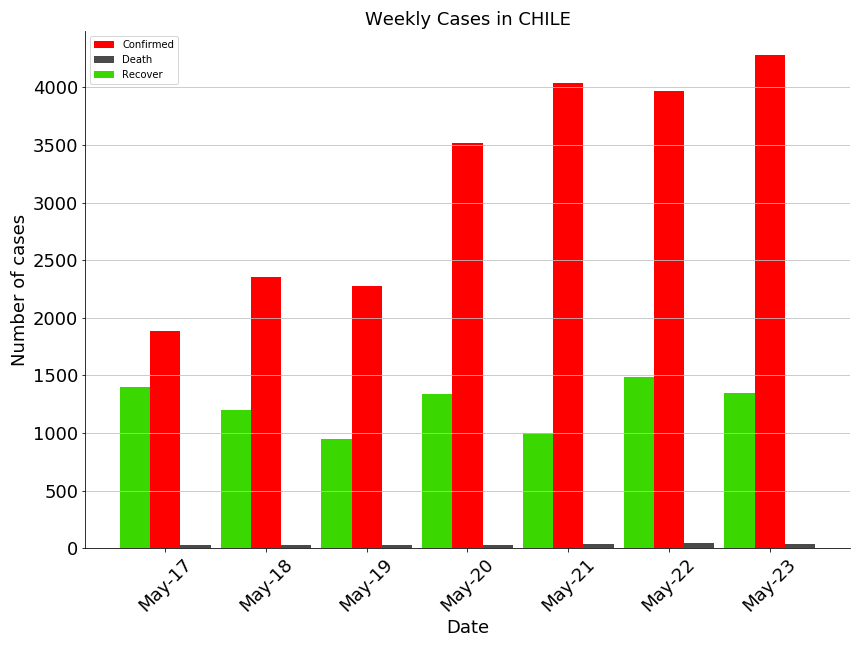 Weekly Cases in CHILE
Confirmed
Death
Recover
Number of cases
4000
3500
3000
2500
2000
1500
1000
500
0
May-17
May-18
May-19
May-20
May-21
May-22
May-23
Date